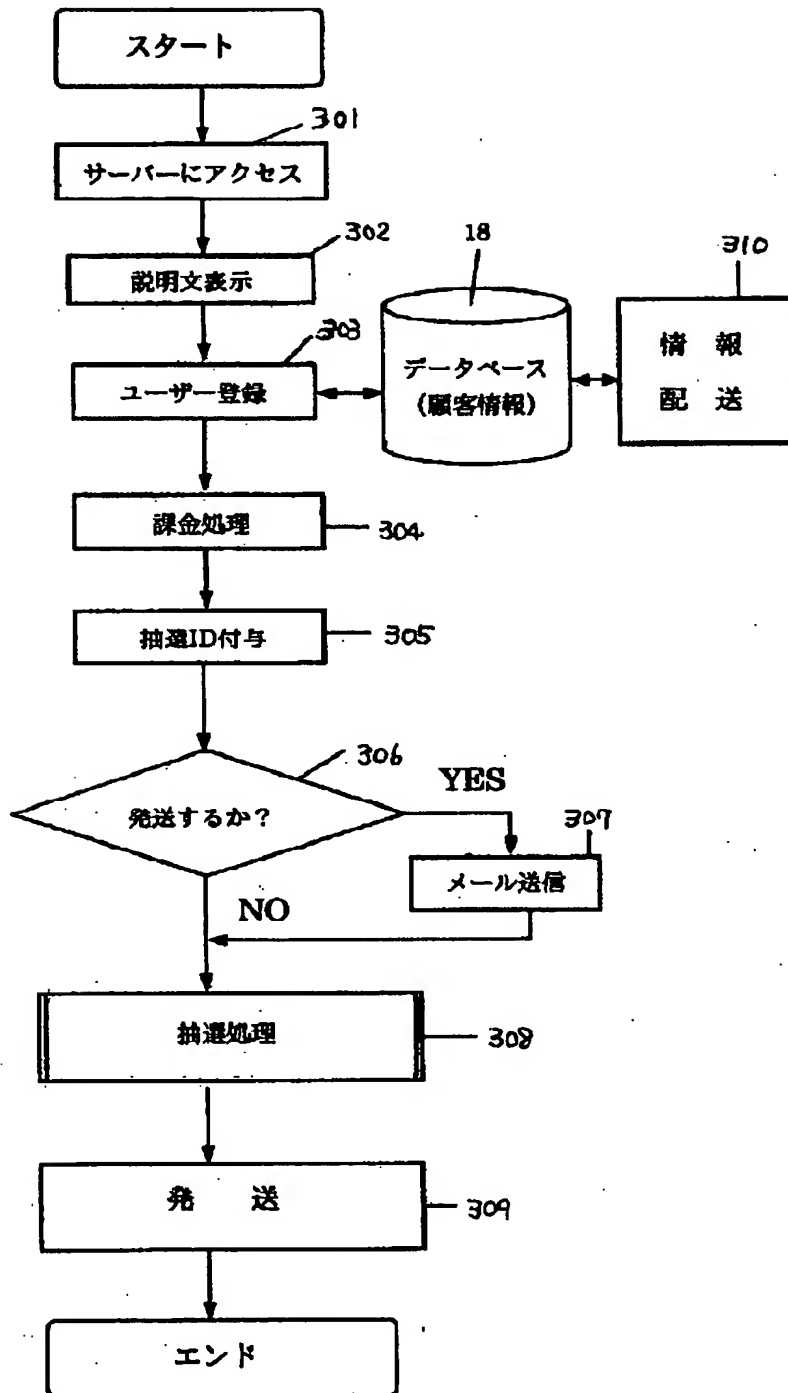 スタート
301
サーバーにアクセス
302
説明文表示
303
ユーザー登録
18
データベース
(顧客情報)
310
情 報
配 送
課金処理
304
抽選ID付与
305
306
発送するか?
YES
307
メール送信
NO
抽選処理
308
発 送
309
エンド